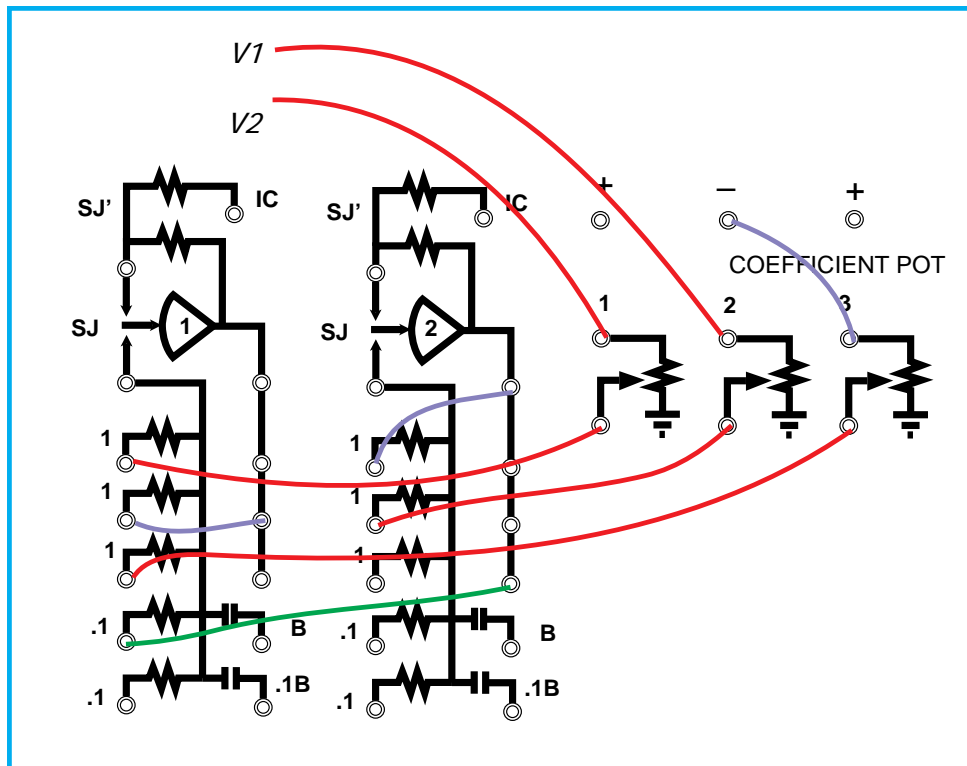 V1
V2
SJ' IC SJ' IC + − +
COEFFICIENT POT
1 2 3
SJ 1 SJ 2
1 1
1 1
1 1
.1 B .1 B
.1 .1B .1 .1B